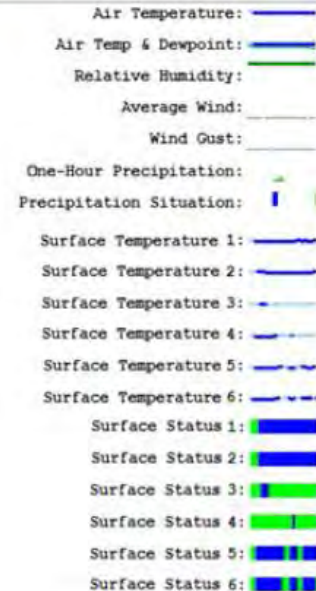 Air Temperature:
Air Temp & Dewpoint:
Relative Humidity:
Average Wind:
Wind Gust:
One-Hour Precipitation:
Precipitation Situation:
Surface Temperature 1:
Surface Temperature 2:
Surface Temperature 3:
Surface Temperature 4:
Surface Temperature 5:
Surface Temperature 6:
Surface Status 1:
Surface Status 2:
Surface Status 3:
Surface Status 4:
Surface Status 5:
Surface Status 6: